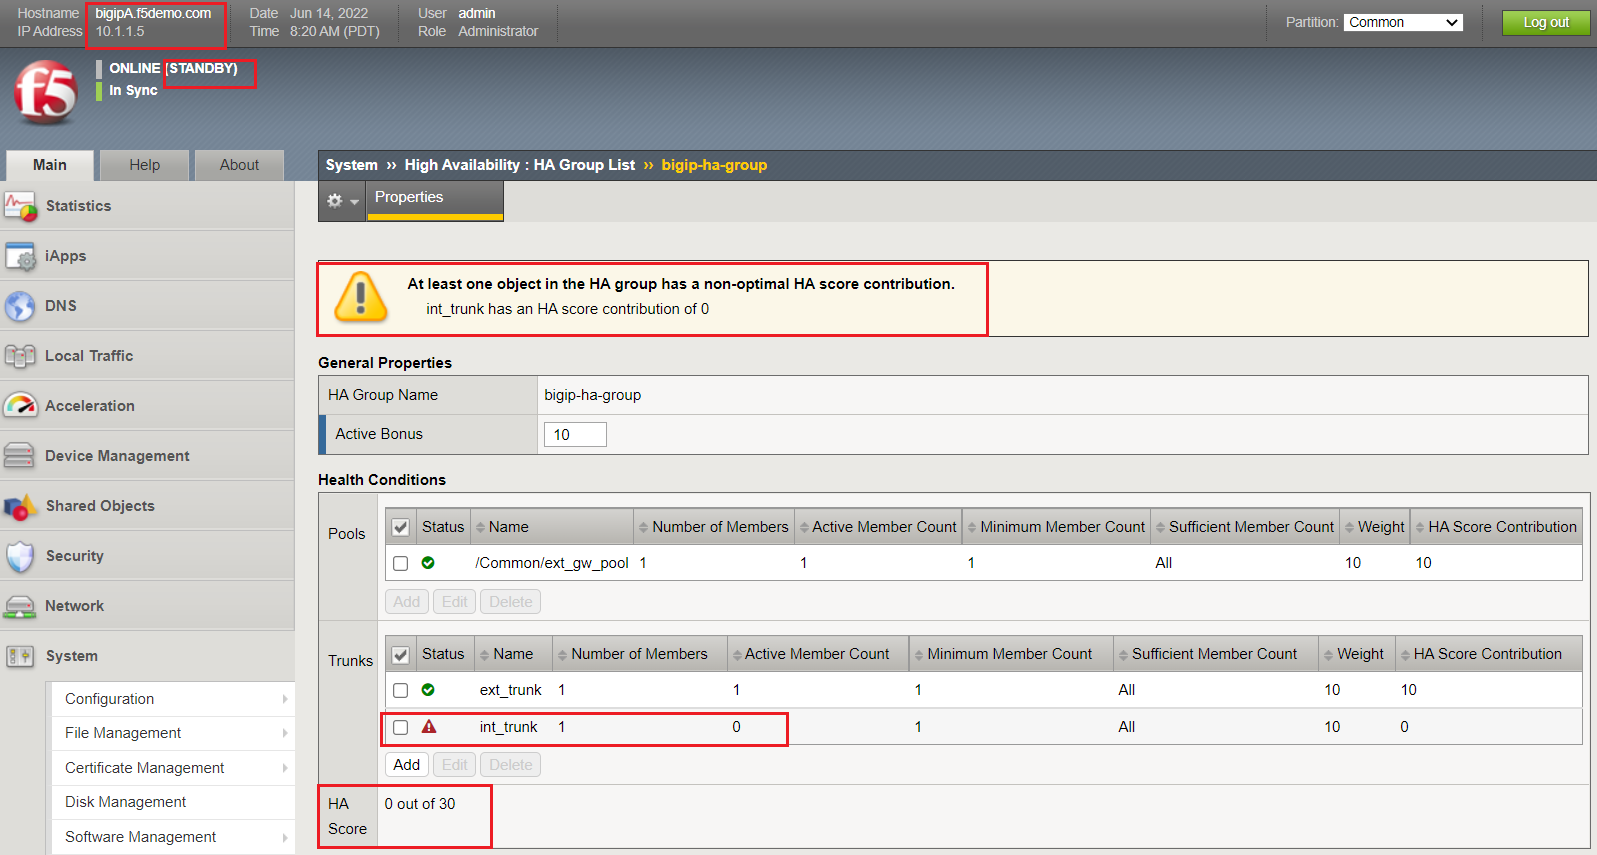 Hostname bigipA.f5demo.com Date Jun 14, 2022 User admin Partition: Common Log out
IP Address 10.1.1.5 Time 8:20 AM (PDT) Role Administrator
f5
ONLINE (STANDBY)
In Sync
Main Help About
System ›› High Availability : HA Group List ›› bigip-ha-group
Properties
Statistics
iApps
DNS
Local Traffic
Acceleration
Device Management
Shared Objects
Security
Network
System
Configuration
File Management
Certificate Management
Disk Management
Software Management
At least one object in the HA group has a non-optimal HA score contribution.
int_trunk has an HA score contribution of 0
General Properties
HA Group Name bigip-ha-group
Active Bonus 10
Health Conditions
Pools
Status Name Number of Members Active Member Count Minimum Member Count Sufficient Member Count Weight HA Score Contribution
/Common/ext_gw_pool 1 1 1 All 10 10
Add Edit Delete
Trunks
Status Name Number of Members Active Member Count Minimum Member Count Sufficient Member Count Weight HA Score Contribution
ext_trunk 1 1 1 All 10 10
int_trunk 1 0 1 All 10 0
Add Edit Delete
HA Score 0 out of 30